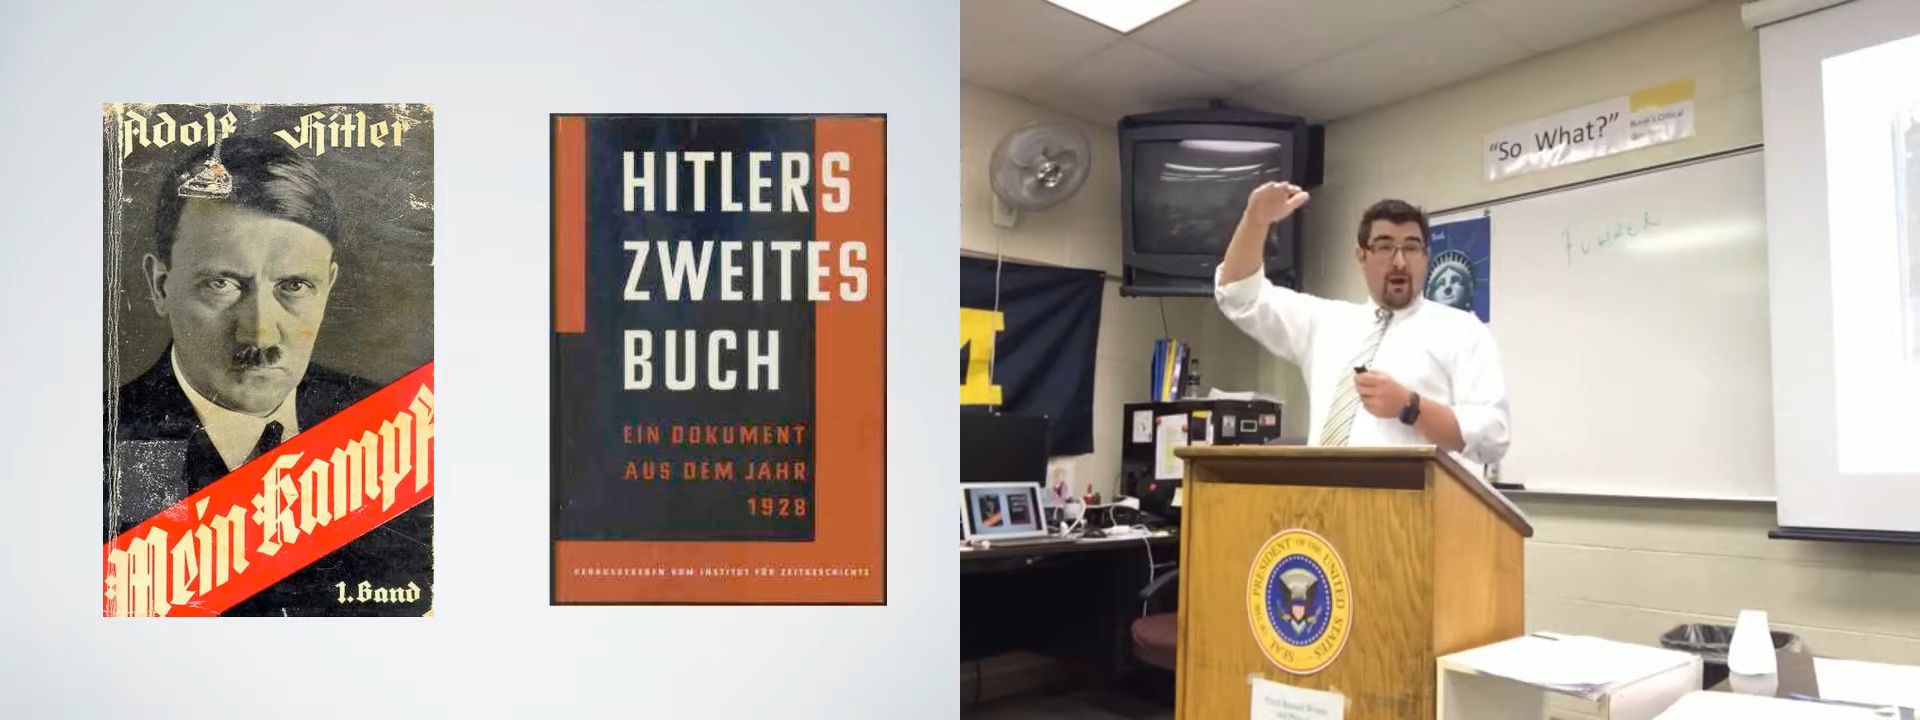 Adolf Hitler
Mein Kampf
1. Band
HITLERS
ZWEITES
BUCH
EIN DOKUMENT
AUS DEM JAHR
1928
HERAUSGEGEBEN VOM INSTITUT FÜR ZEITGESCHICHTE
"So What?"
FUHRER
M
SEAL OF THE PRESIDENT OF THE UNITED STATES